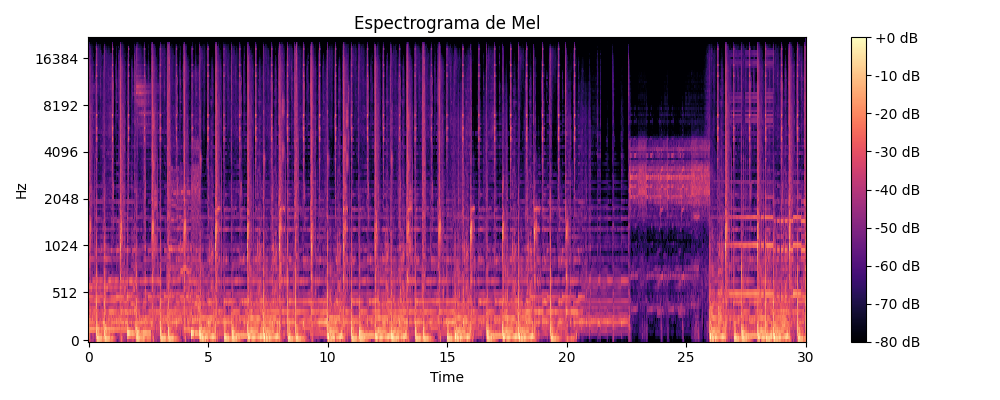 Espectrograma de Mel
Hz
16384
8192
4096
2048
1024
512
0
0 5 10 15 20 25 30
Time
+0 dB
-10 dB
-20 dB
-30 dB
-40 dB
-50 dB
-60 dB
-70 dB
-80 dB